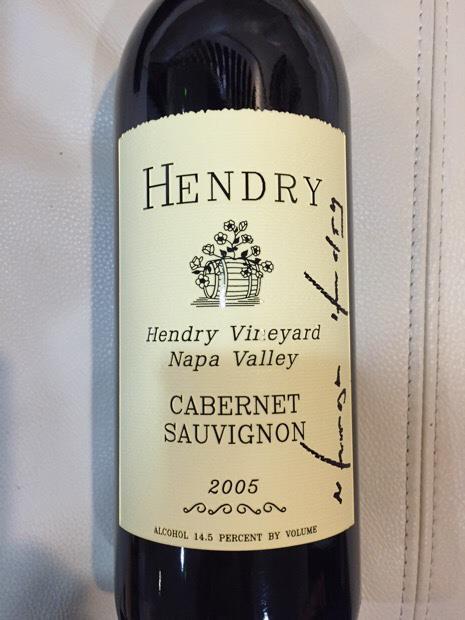 HENDRY
Hendry Vineyard
Napa Valley
CABERNET
SAUVIGNON
2005
ALCOHOL 14.5 PERCENT BY VOLUME